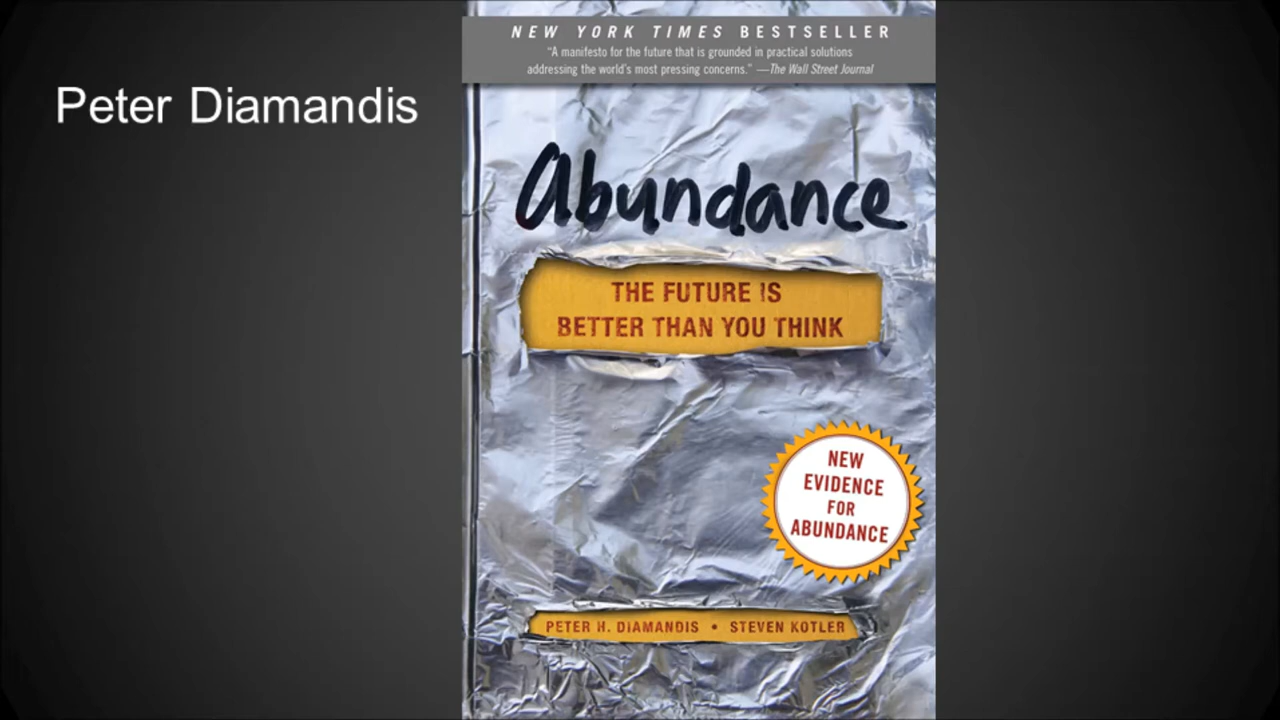 Peter Diamandis
NEW YORK TIMES BESTSELLER
“A manifesto for the future that is grounded in practical solutions
addressing the world’s most pressing concerns.” —The Wall Street Journal
abundance
THE FUTURE IS
BETTER THAN YOU THINK
NEW
EVIDENCE
FOR
ABUNDANCE
PETER H. DIAMANDIS • STEVEN KOTLER